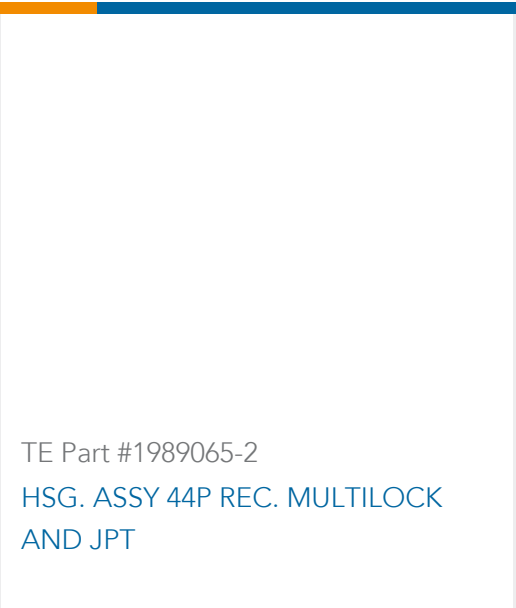 TE Part #1989065-2
HSG. ASSY 44P REC. MULTILOCK
AND JPT